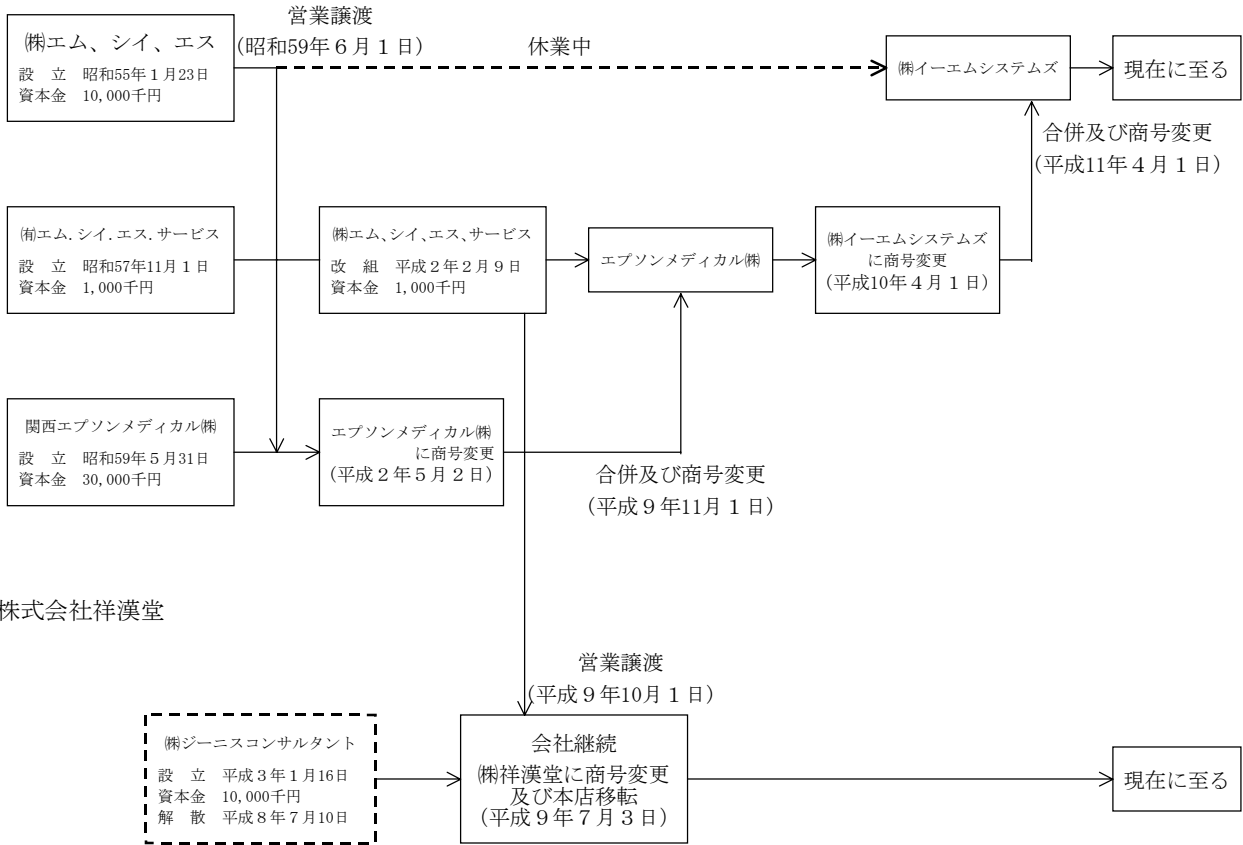 営業譲渡
(昭和59年６月１日)
休業中
㈱エム、シイ、エス
設　立　昭和55年１月23日
資本金　10,000千円
㈱イーエムシステムズ
現在に至る
合併及び商号変更
(平成11年４月１日)
㈲エム.シイ.エス.サービス
設　立　昭和57年11月１日
資本金　1,000千円
㈱エム、シイ、エス、サービス
改　組　平成２年２月９日
資本金　1,000千円
エプソンメディカル㈱
㈱イーエムシステムズ
に商号変更
(平成10年４月１日)
関西エプソンメディカル㈱
設　立　昭和59年５月31日
資本金　30,000千円
エプソンメディカル㈱
に商号変更
(平成２年５月２日)
合併及び商号変更
(平成９年11月１日)
株式会社祥漢堂
営業譲渡
(平成９年10月１日)
㈱ジーニスコンサルタント
設　立　平成３年１月16日
資本金　10,000千円
解　散　平成８年７月10日
会社継続
㈱祥漢堂に商号変更
及び本店移転
(平成９年７月３日)
現在に至る